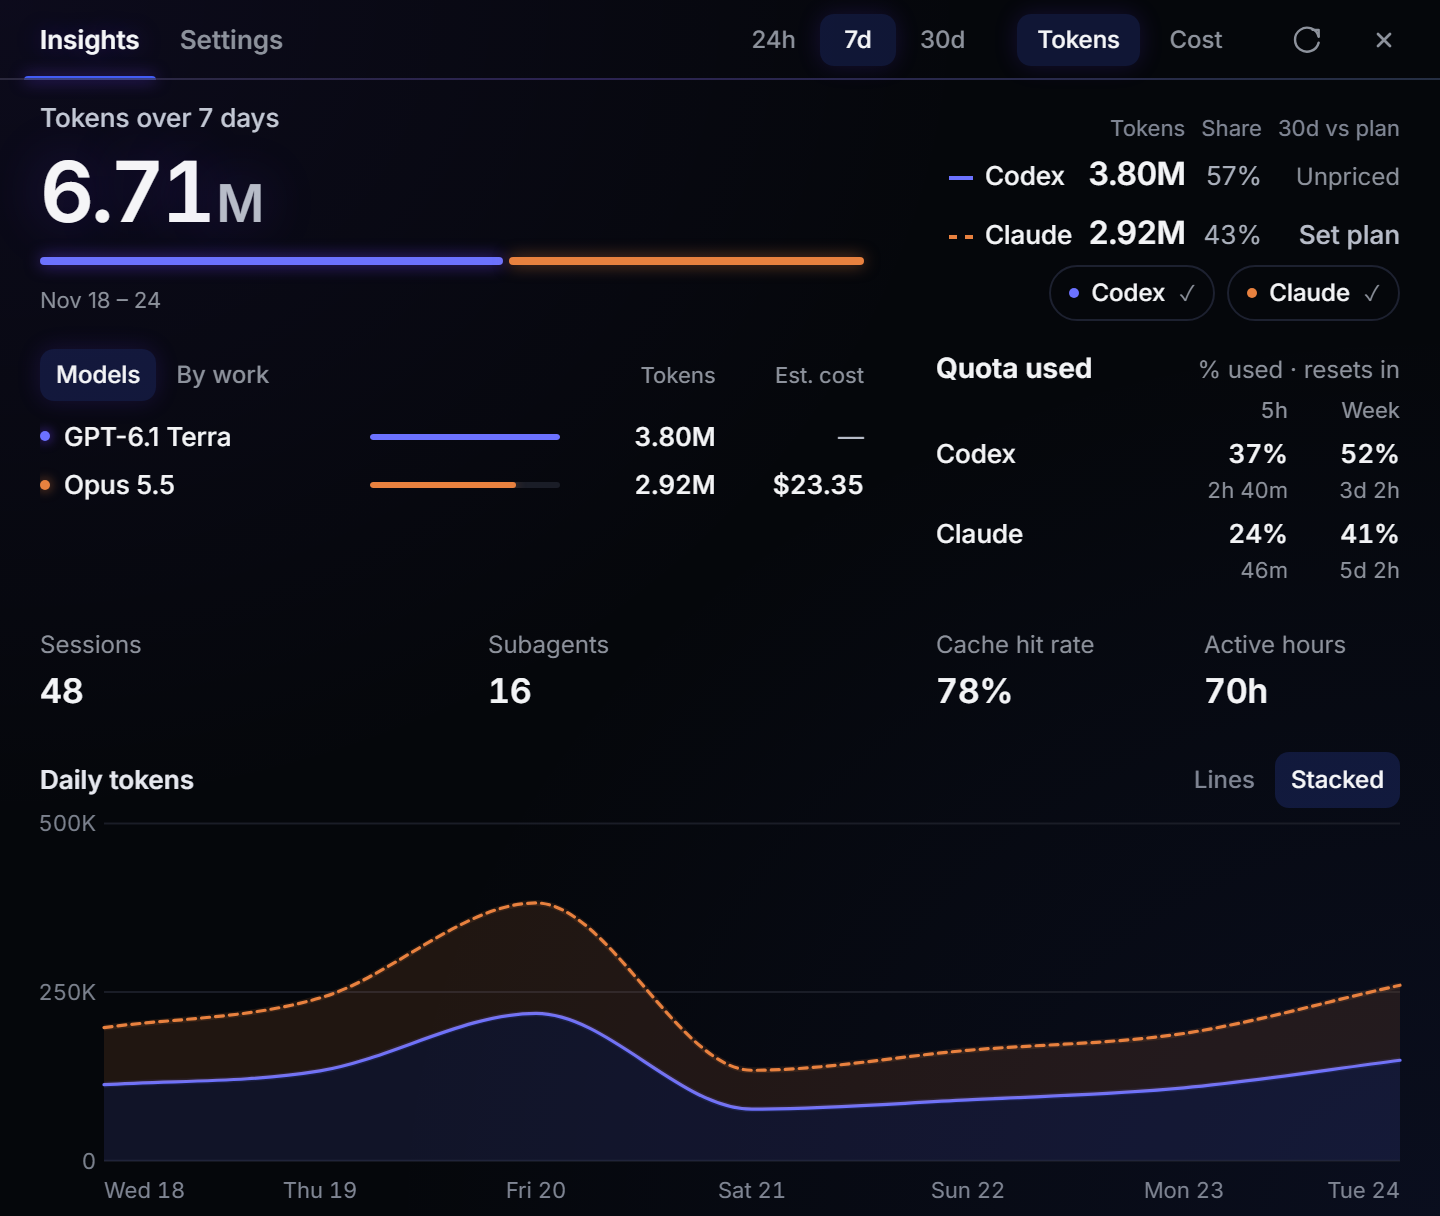 Insights Settings 24h 7d 30d Tokens Cost
Tokens over 7 days
6.71M
Nov 18 – 24
Tokens Share 30d vs plan
Codex 3.80M 57% Unpriced
Claude 2.92M 43% Set plan
Codex ✓ Claude ✓
Models By work Tokens Est. cost
GPT-6.1 Terra 3.80M —
Opus 5.5 2.92M $23.35
Quota used % used · resets in
5h Week
Codex 37% 52%
2h 40m 3d 2h
Claude 24% 41%
46m 5d 2h
Sessions Subagents Cache hit rate Active hours
48 16 78% 70h
Daily tokens Lines Stacked
500K
250K
0
Wed 18 Thu 19 Fri 20 Sat 21 Sun 22 Mon 23 Tue 24